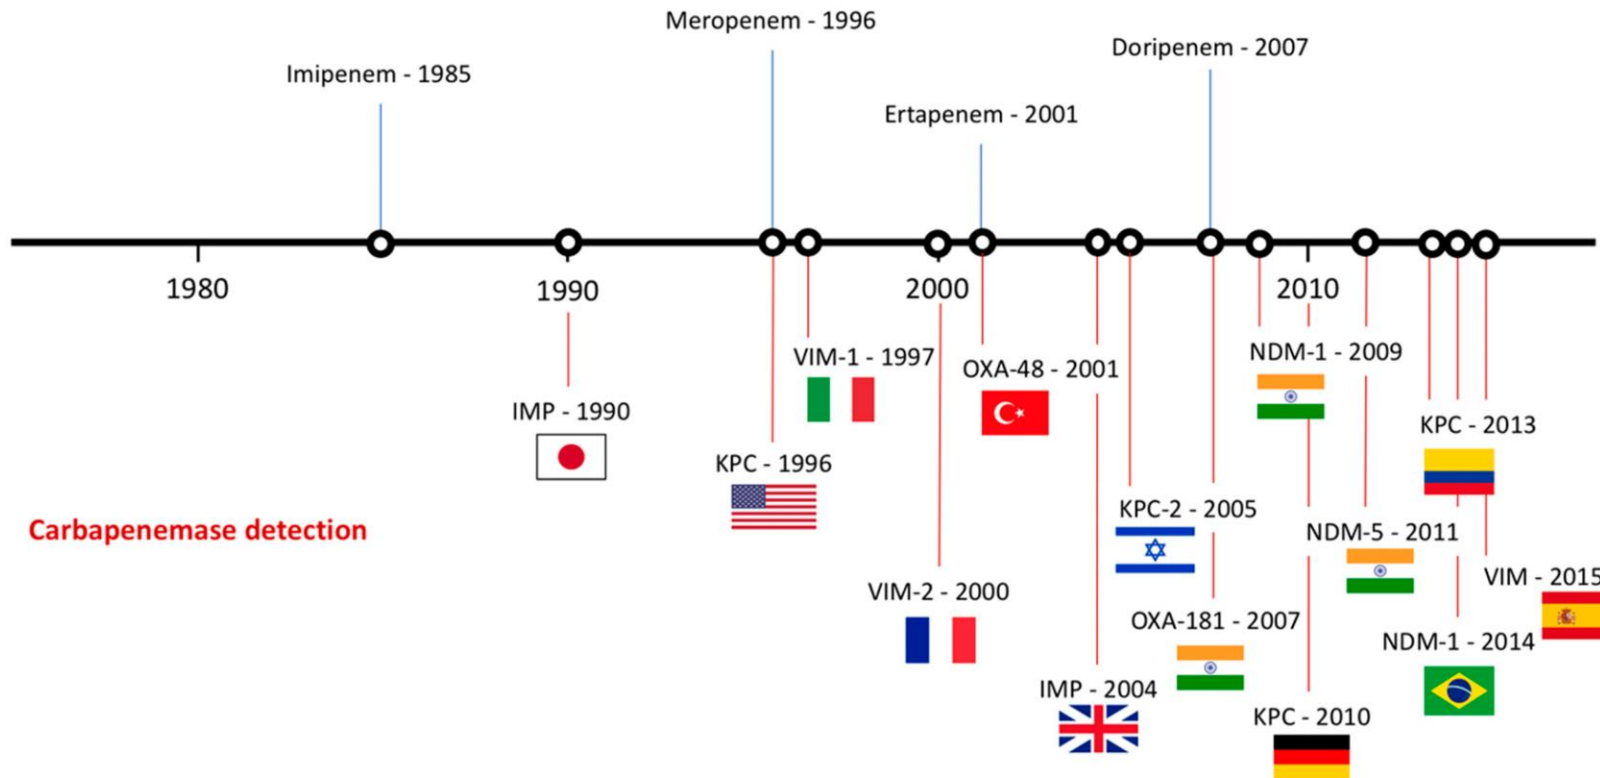 Meropenem - 1996
Doripenem - 2007
Imipenem - 1985
Ertapenem - 2001
1980
1990
2000
2010
VIM-1 - 1997
OXA-48 - 2001
NDM-1 - 2009
IMP - 1990
KPC - 2013
KPC - 1996
KPC-2 - 2005
Carbapenemase detection
NDM-5 - 2011
VIM - 2015
VIM-2 - 2000
OXA-181 - 2007
NDM-1 - 2014
IMP - 2004
KPC - 2010